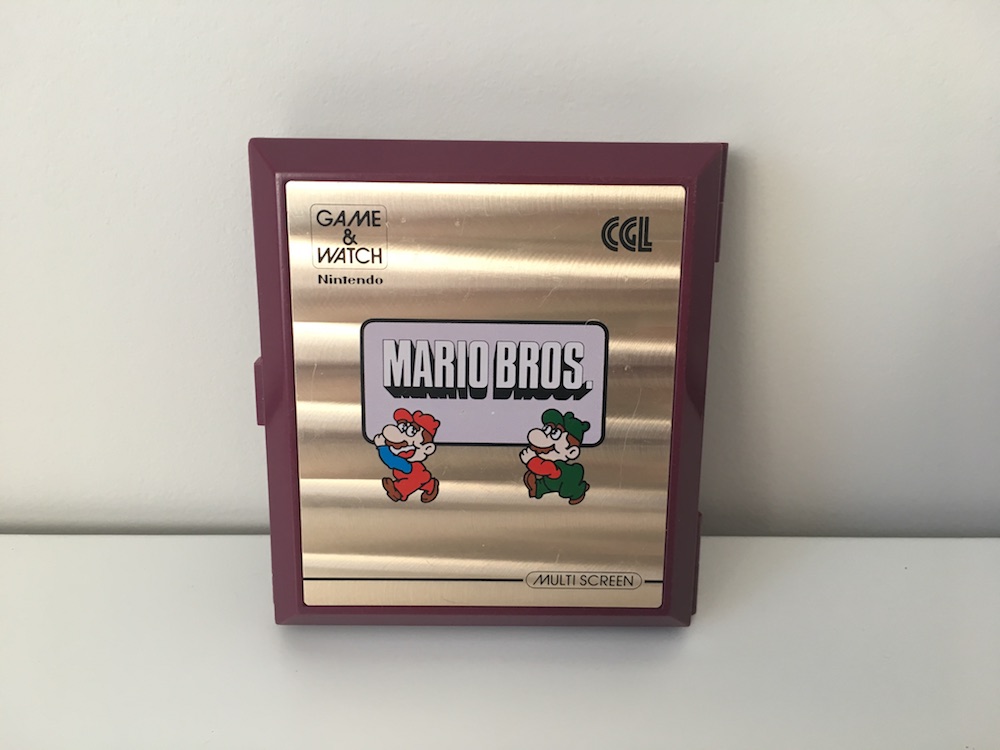 GAME
&
WATCH
Nintendo
CGL
MARIO BROS.
MULTI SCREEN